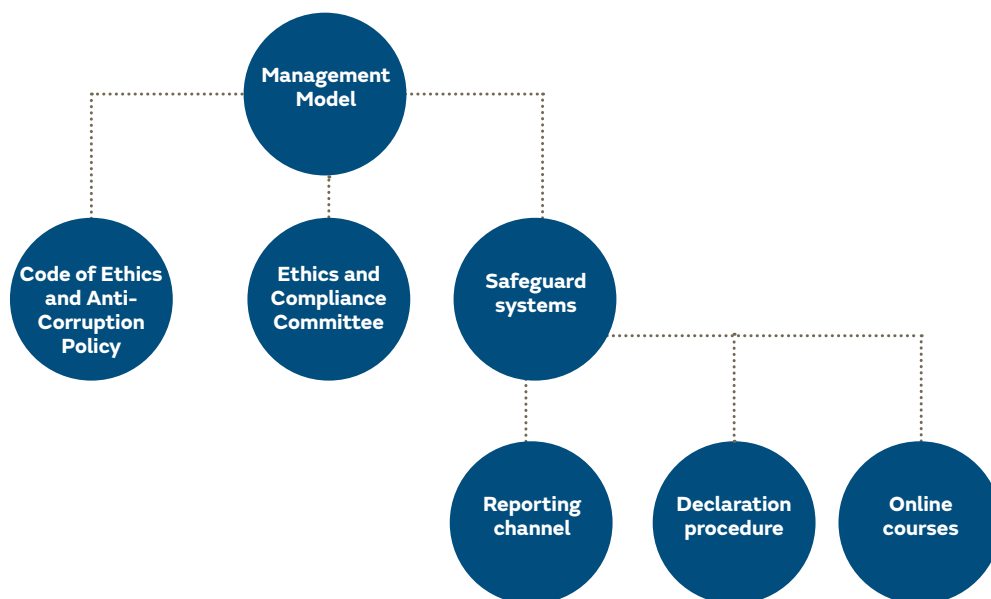 Management
Model
Code of Ethics
and Anti-
Corruption
Policy
Ethics and
Compliance
Committee
Safeguard
systems
Reporting
channel
Declaration
procedure
Online
courses